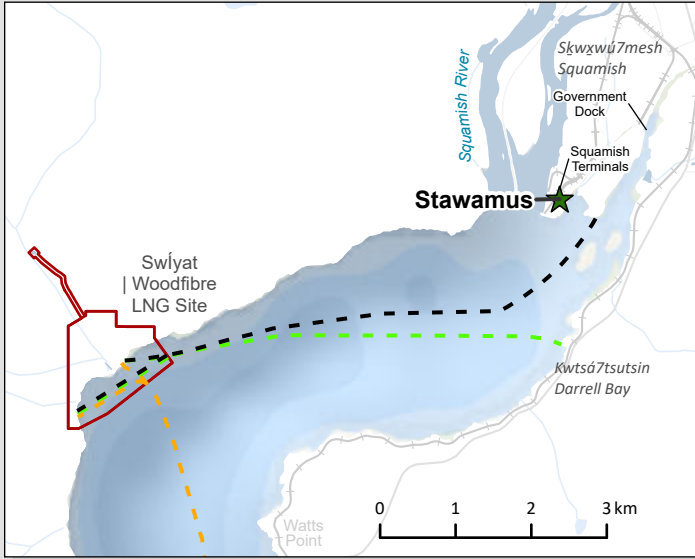 Sḵwx̱wú7mesh
Squamish
Government
Dock
Squamish River
Squamish
Terminals
Stawamus
Swíyat
| Woodfibre
LNG Site
Kwtsá7tsutsin
Darrell Bay
0 1 2 3 km
Watts
Point